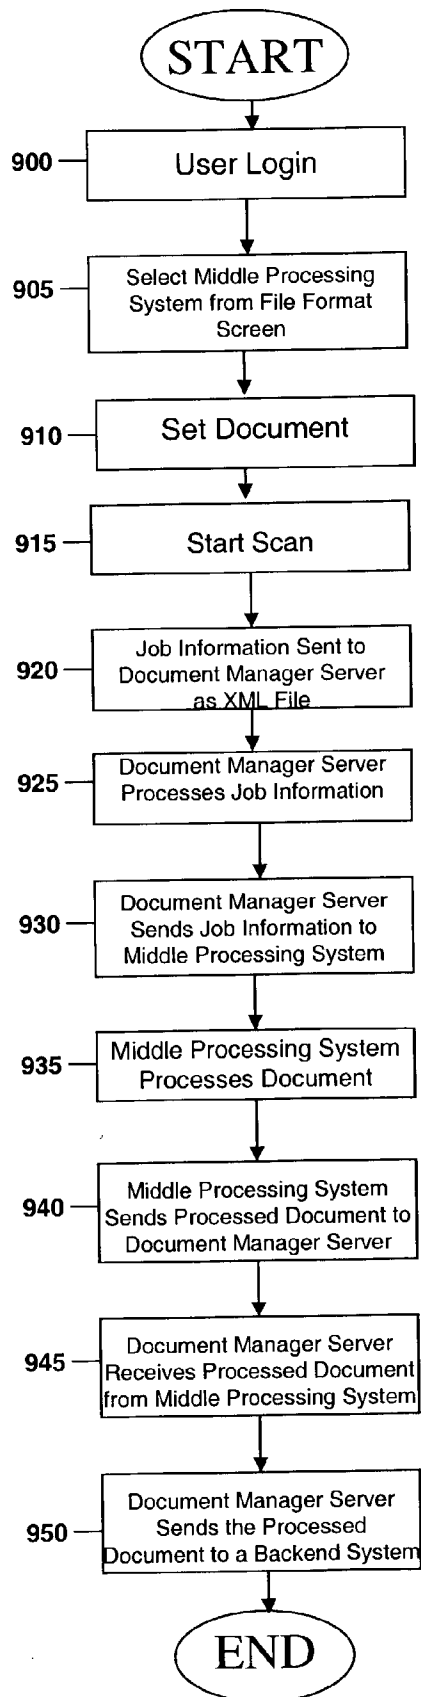 START
900
User Login
905
Select Middle Processing
System from File Format
Screen
910
Set Document
915
Start Scan
920
Job Information Sent to
Document Manager Server
as XML File
925
Document Manager Server
Processes Job Information
930
Document Manager Server
Sends Job Information to
Middle Processing System
935
Middle Processing System
Processes Document
940
Middle Processing System
Sends Processed Document to
Document Manager Server
945
Document Manager Server
Receives Processed Document
from Middle Processing System
950
Document Manager Server
Sends the Processed
Document to a Backend System
END